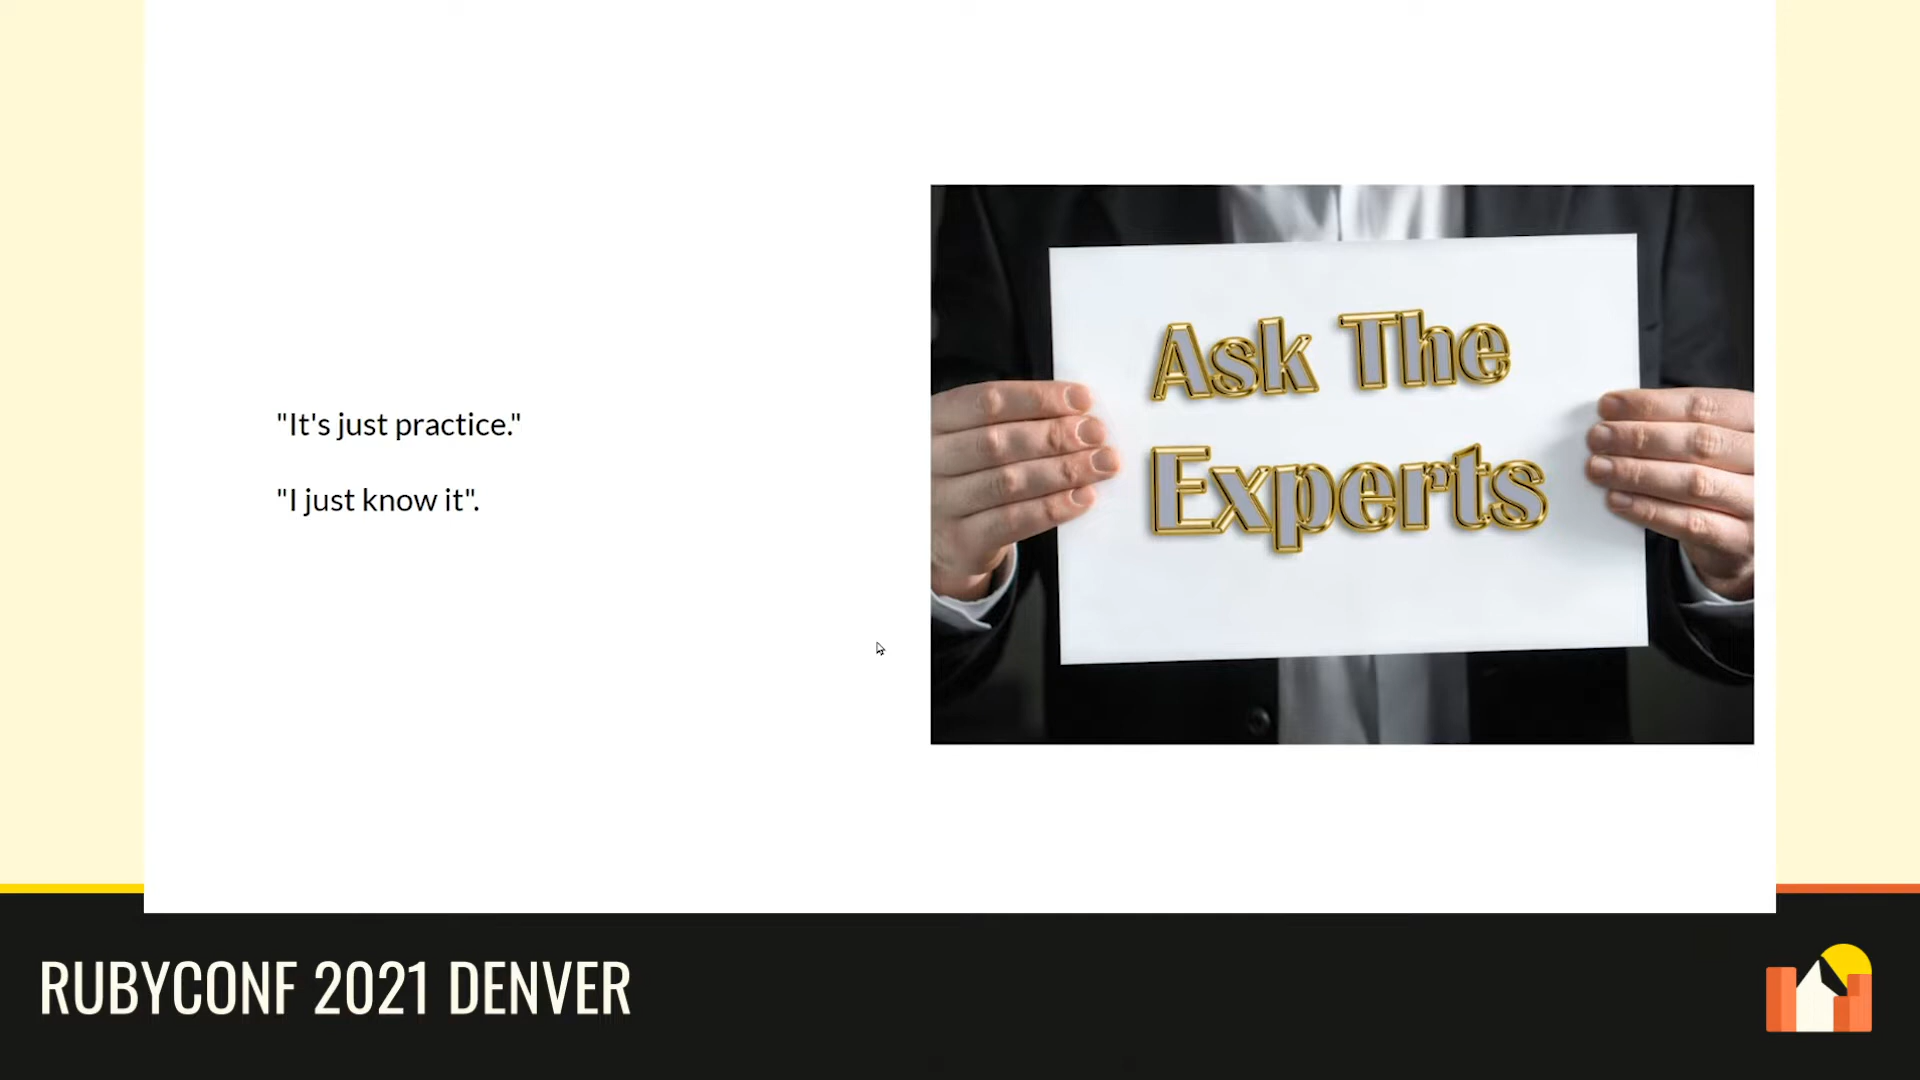 "It's just practice."
"I just know it".
Ask The
Experts
RUBYCONF 2021 DENVER